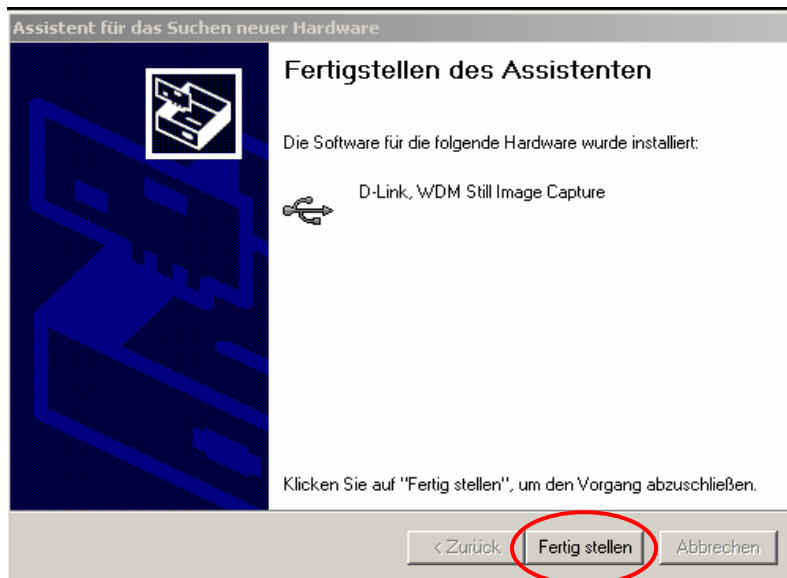 Assistent für das Suchen neuer Hardware
Fertigstellen des Assistenten
Die Software für die folgende Hardware wurde installiert:
D-Link, WDM Still Image Capture
Klicken Sie auf "Fertig stellen", um den Vorgang abzuschließen.
< Zurück Fertig stellen Abbrechen